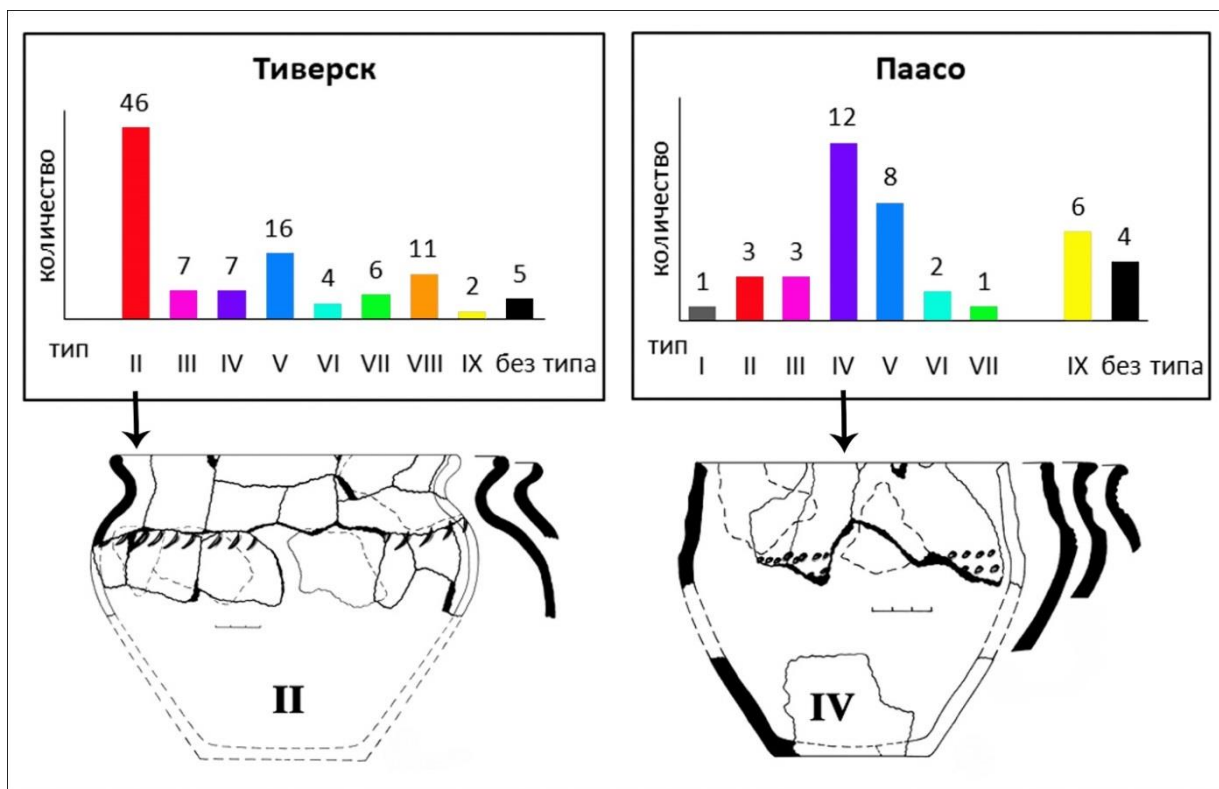 Тиверск
количество
46
7
7
16
4
6
11
2
5
тип
II III IV V VI VII VIII IX без типа
II
Паасо
количество
1
3
3
12
8
2
1
6
4
тип
I II III IV V VI VII IX без типа
IV